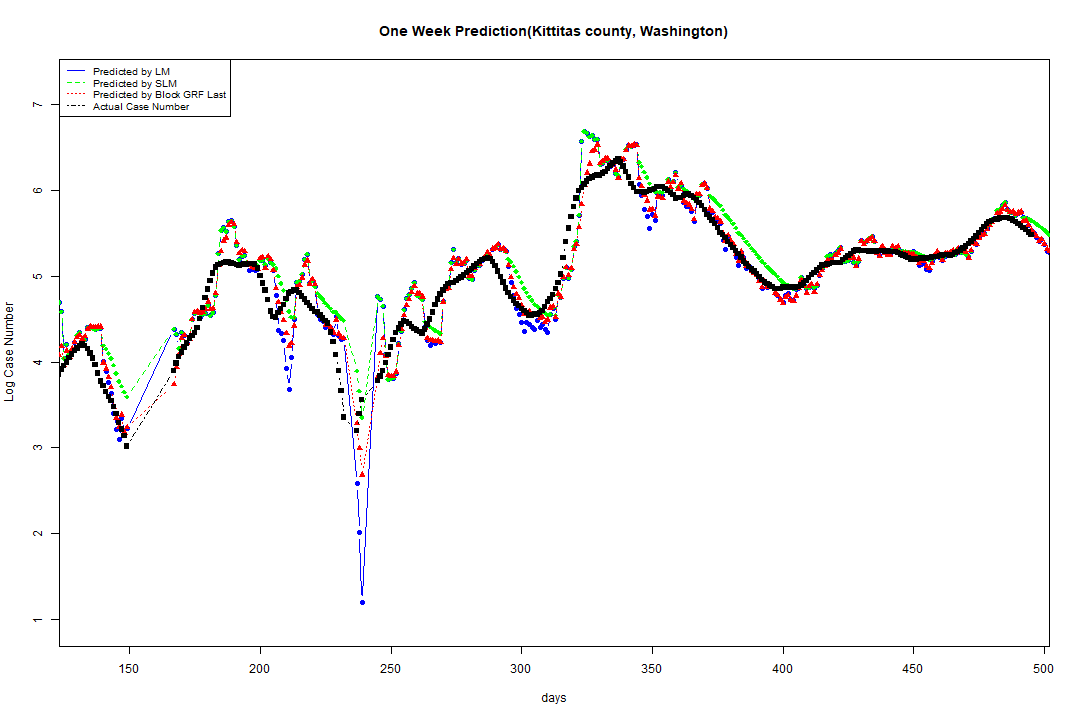 One Week Prediction(Kittitas county, Washington)
Predicted by LM
Predicted by SLM
Predicted by Block GRF Last
Actual Case Number
7
6
5
4
3
2
1
Log Case Number
150 200 250 300 350 400 450 500
days